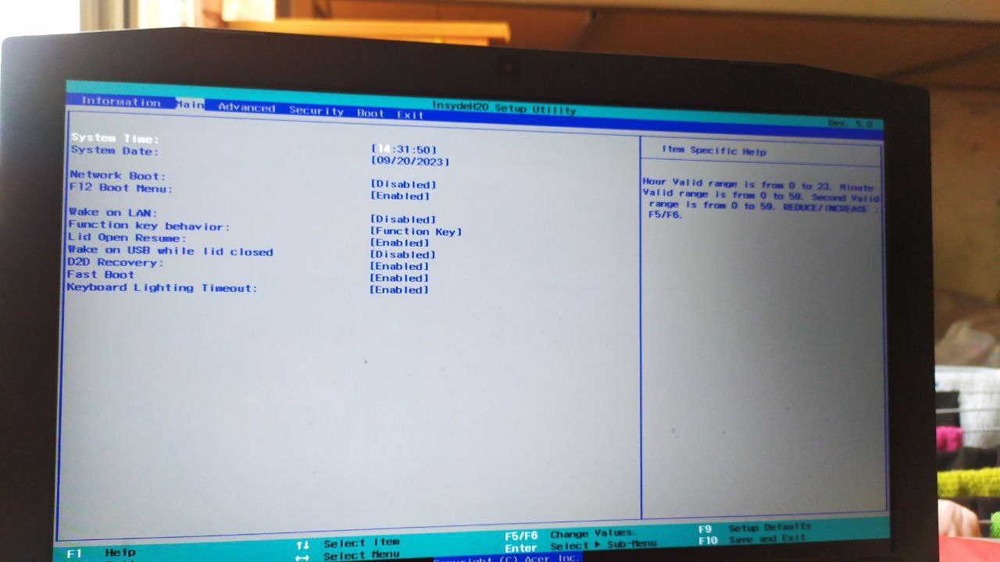 InsydeH20 Setup Utility
Rev. 5.0
Information Main Advanced Security Boot Exit
System Time: [14:31:50]
System Date: [09/20/2023]
Network Boot: [Disabled]
F12 Boot Menu: [Enabled]
Wake on LAN: [Disabled]
Function key behavior: [Function Key]
Lid Open Resume: [Enabled]
Wake on USB while lid closed [Disabled]
D2D Recovery: [Enabled]
Fast Boot [Enabled]
Keyboard Lighting Timeout: [Enabled]
Item Specific Help
Hour Valid range is from 0 to 23. Minute
Valid range is from 0 to 59. Second Valid
range is from 0 to 59. REDUCE/INCREASE :
F5/F6.
F1 Help ↑↓ Select Item F5/F6 Change Values F9 Setup Defaults
↔ Select Menu Enter Select ▶ Sub-Menu F10 Save and Exit
Copyright (C) Acer Inc.